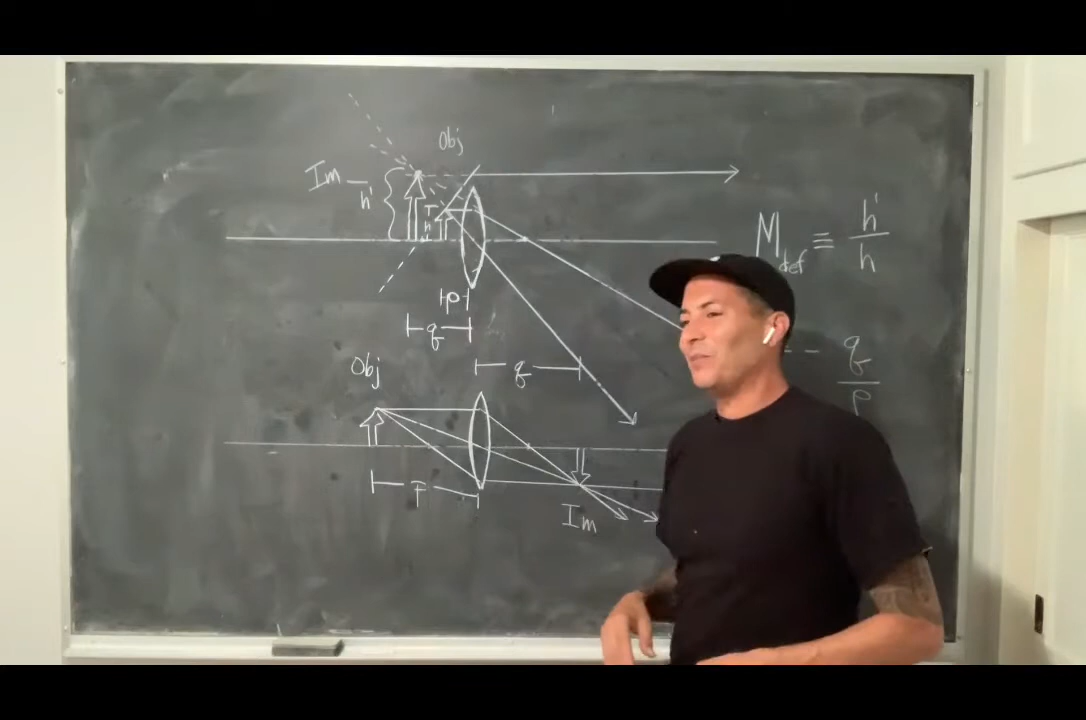 Obj
Im
h'
h
p
q
M def ≡ h'/h
- q/p
Obj
q
P
Im